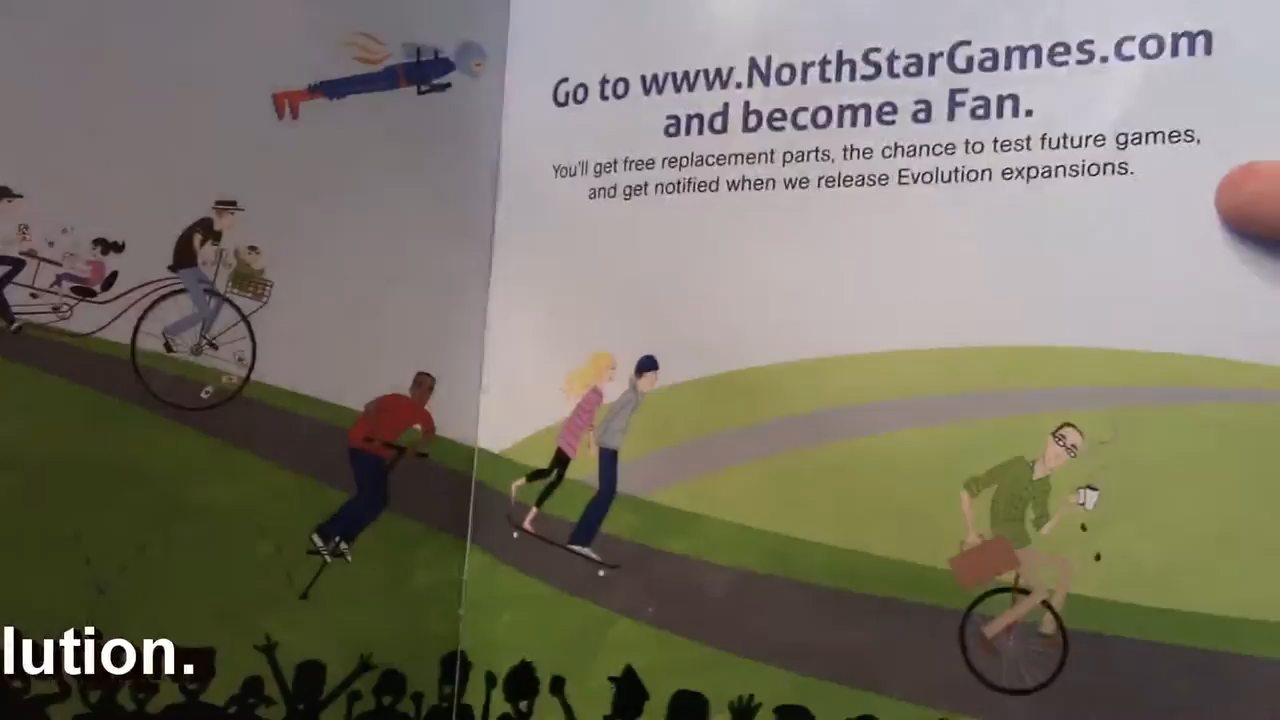 Go to www.NorthStarGames.com
and become a Fan.
You'll get free replacement parts, the chance to test future games,
and get notified when we release Evolution expansions.
lution.